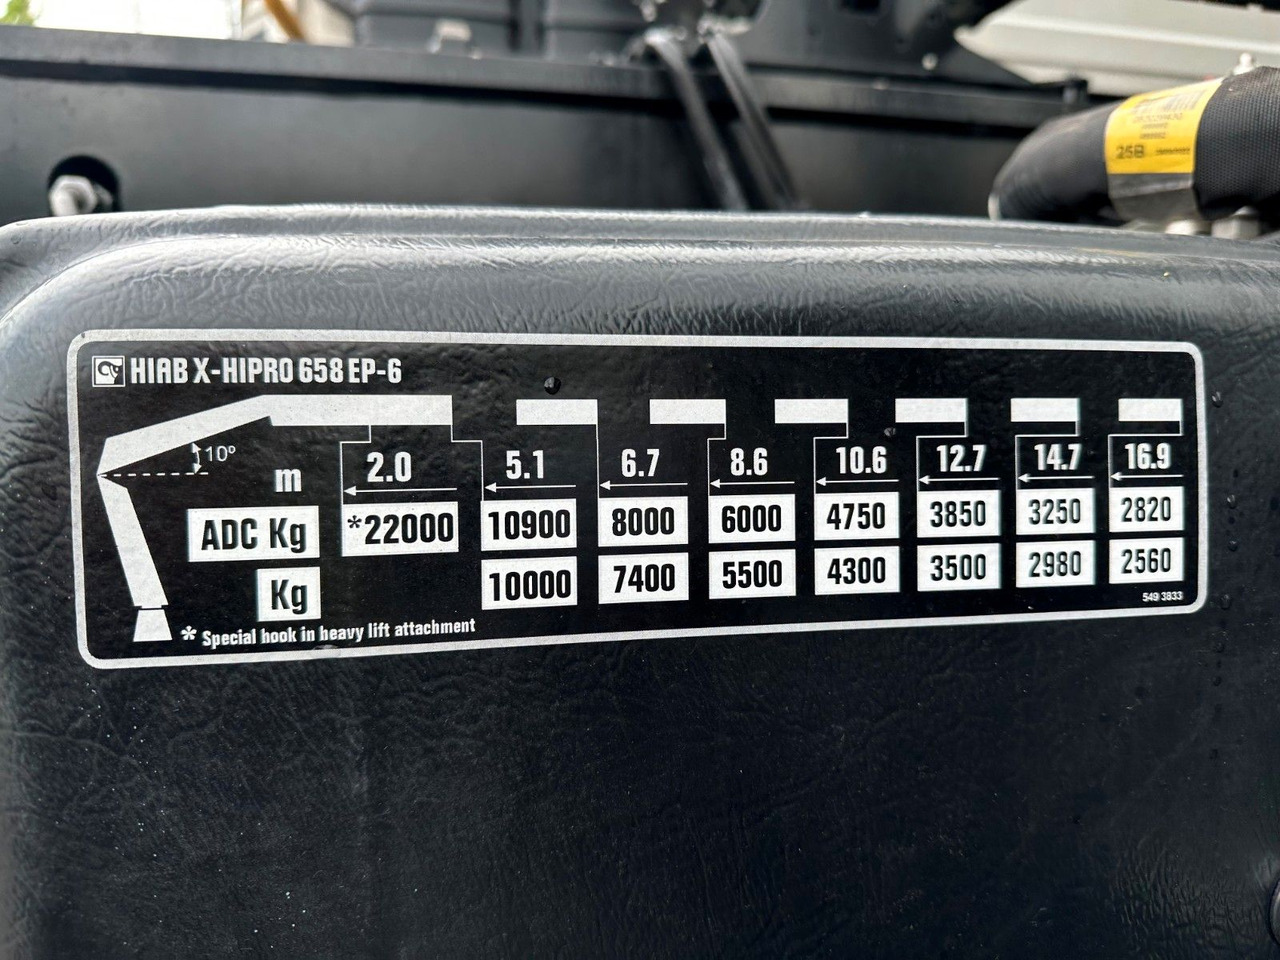 25B
HIAB X-HIPRO 658 EP-6
10°
m 2.0 5.1 6.7 8.6 10.6 12.7 14.7 16.9
ADC Kg *22000 10900 8000 6000 4750 3850 3250 2820
Kg 10000 7400 5500 4300 3500 2980 2560
* Special hook in heavy lift attachment
549 3833